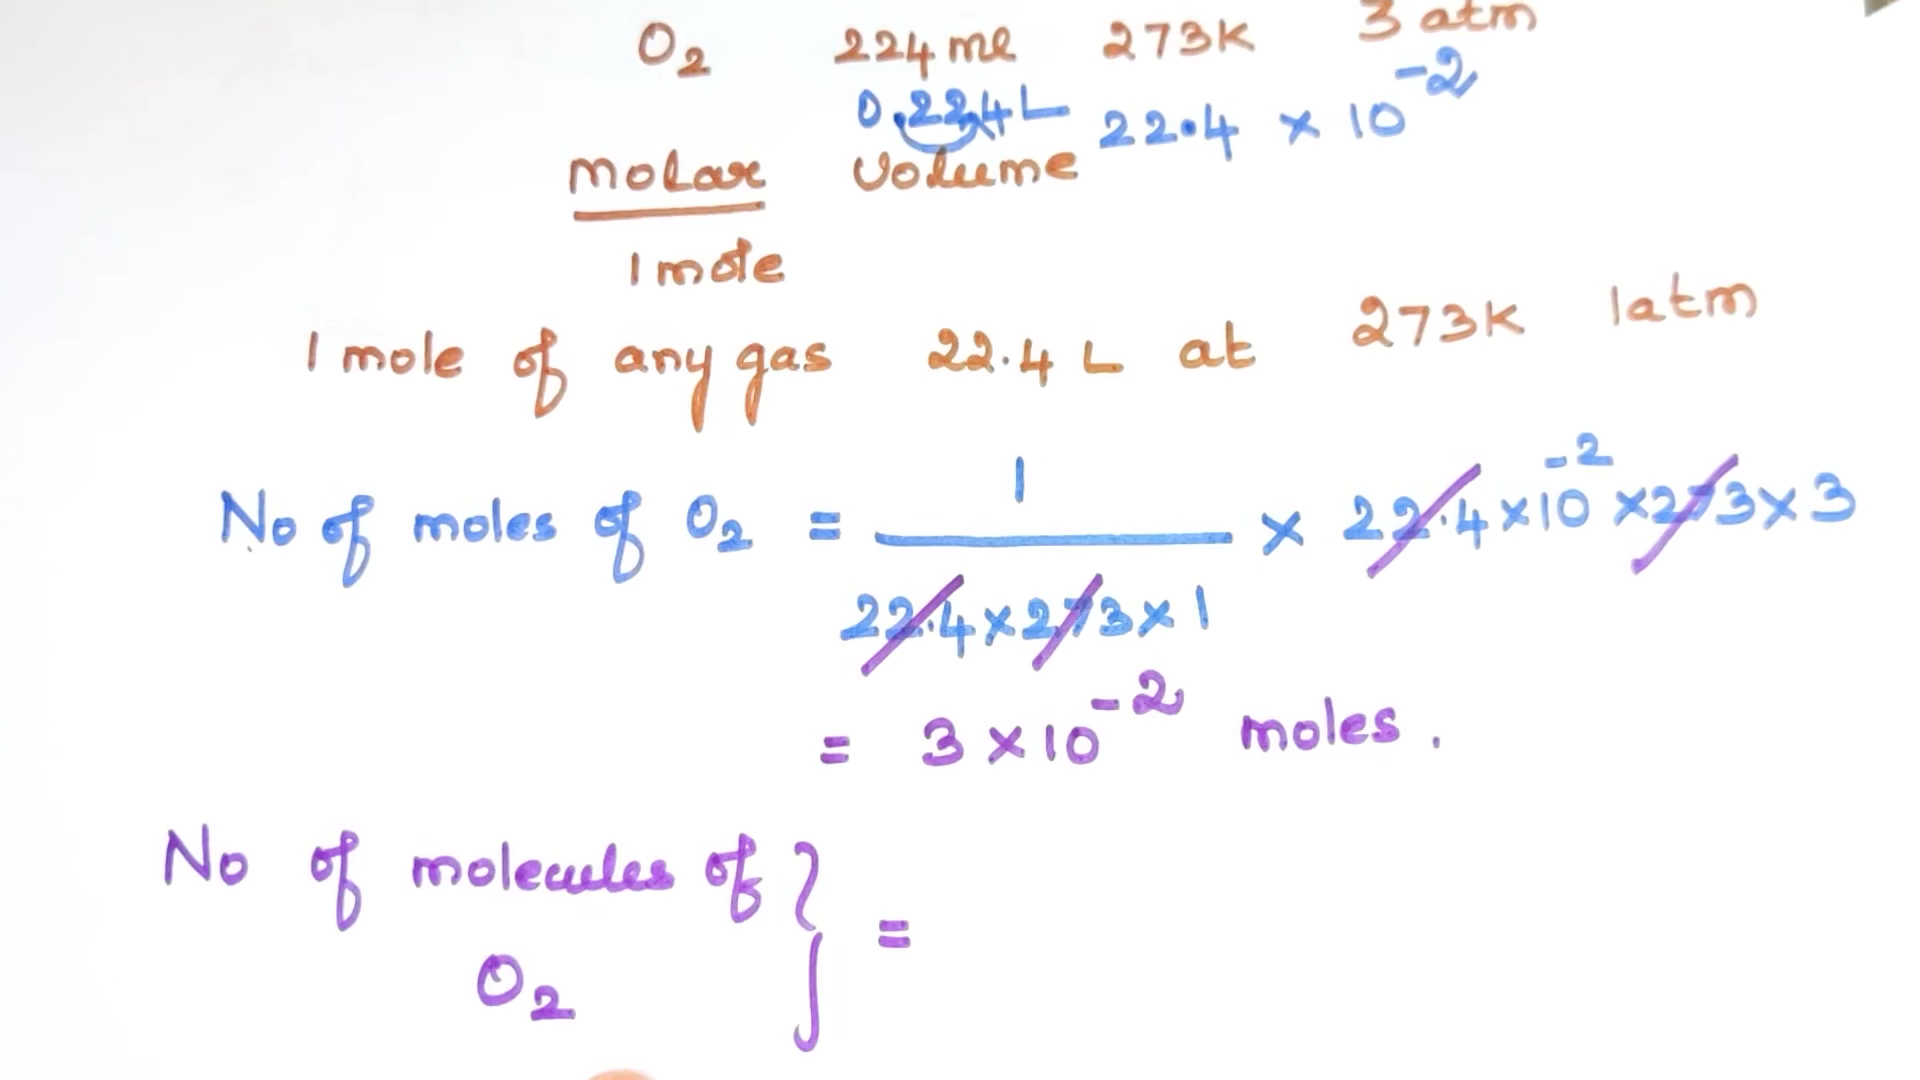 O₂ 224 ml 273K 3 atm
0.224L 22.4 × 10⁻²
Molar Volume
1 mole
1 mole of any gas 22.4 L at 273K 1atm
No of moles of O₂ = 1 / 22.4×273×1 × 22.4×10⁻²×273×3
= 3×10⁻² moles.
No of molecules of } =
O₂